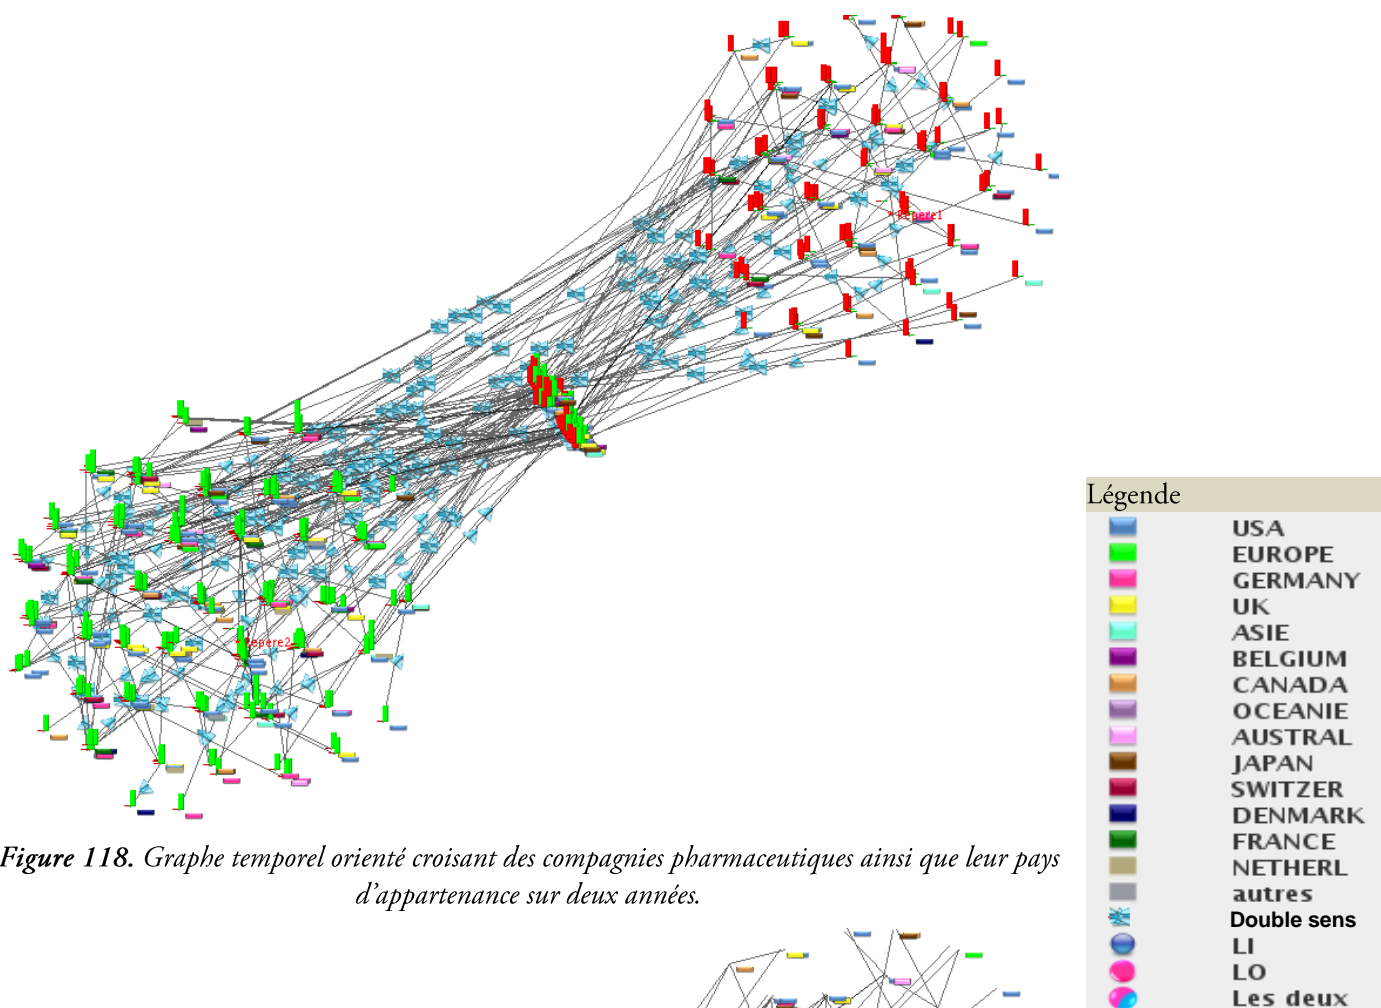 Repere1
Repere2
Figure 118. Graphe temporel orienté croisant des compagnies pharmaceutiques ainsi que leur pays
d'appartenance sur deux années.
Légende
USA
EUROPE
GERMANY
UK
ASIE
BELGIUM
CANADA
OCEANIE
AUSTRAL
JAPAN
SWITZER
DENMARK
FRANCE
NETHERL
autres
Double sens
LI
LO
Les deux